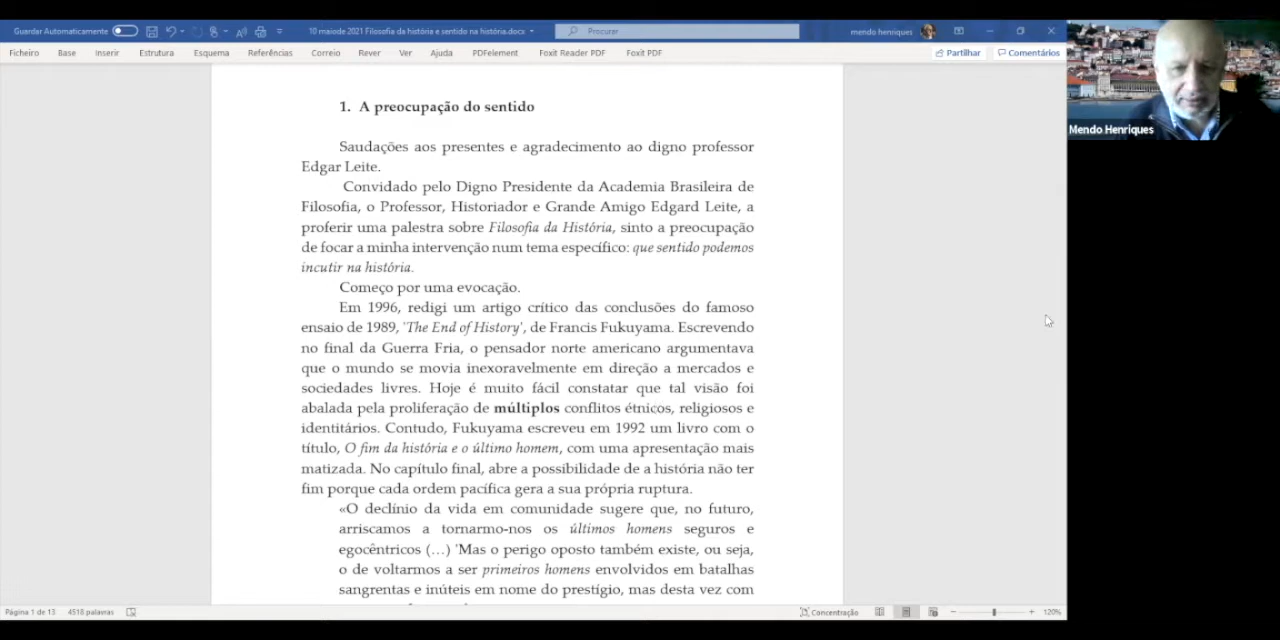 Guardar Automaticamente
10 maiode 2021 Filosofia da história e sentido na história.docx
Procurar
mendo henriques
Ficheiro Base Inserir Estrutura Esquema Referências Correio Rever Ver Ajuda PDFelement Foxit Reader PDF Foxit PDF
Partilhar Comentários
1. A preocupação do sentido
Saudações aos presentes e agradecimento ao digno professor
Edgar Leite.
Convidado pelo Digno Presidente da Academia Brasileira de
Filosofia, o Professor, Historiador e Grande Amigo Edgard Leite, a
proferir uma palestra sobre Filosofia da História, sinto a preocupação
de focar a minha intervenção num tema específico: que sentido podemos
incutir na história.
Começo por uma evocação.
Em 1996, redigi um artigo crítico das conclusões do famoso
ensaio de 1989, 'The End of History', de Francis Fukuyama. Escrevendo
no final da Guerra Fria, o pensador norte americano argumentava
que o mundo se movia inexoravelmente em direção a mercados e
sociedades livres. Hoje é muito fácil constatar que tal visão foi
abalada pela proliferação de múltiplos conflitos étnicos, religiosos e
identitários. Contudo, Fukuyama escreveu em 1992 um livro com o
título, O fim da história e o último homem, com uma apresentação mais
matizada. No capítulo final, abre a possibilidade de a história não ter
fim porque cada ordem pacífica gera a sua própria ruptura.
«O declínio da vida em comunidade sugere que, no futuro,
arriscamos a tornarmo-nos os últimos homens seguros e
egocêntricos (…) 'Mas o perigo oposto também existe, ou seja,
o de voltarmos a ser primeiros homens envolvidos em batalhas
sangrentas e inúteis em nome do prestígio, mas desta vez com
Mendo Henriques
Página 1 de 13 4518 palavras
Concentração
120%